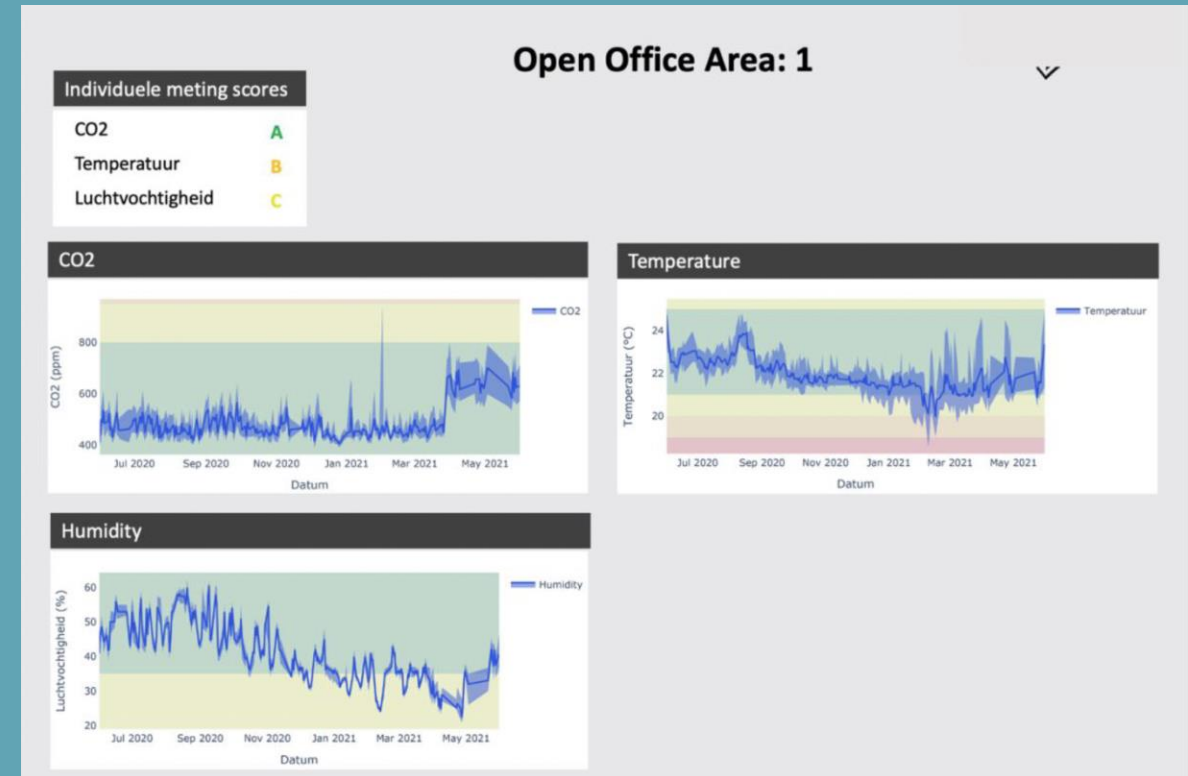 Open Office Area: 1
Individuele meting scores
CO2 A
Temperatuur B
Luchtvochtigheid C
CO2
CO2 (ppm)
800
600
400
Jul 2020 Sep 2020 Nov 2020 Jan 2021 Mar 2021 May 2021
Datum
CO2
Temperature
Temperatuur (°C)
24
22
20
Jul 2020 Sep 2020 Nov 2020 Jan 2021 Mar 2021 May 2021
Datum
Temperatuur
Humidity
Luchtvochtigheid (%)
60
50
40
30
20
Jul 2020 Sep 2020 Nov 2020 Jan 2021 Mar 2021 May 2021
Datum
Humidity